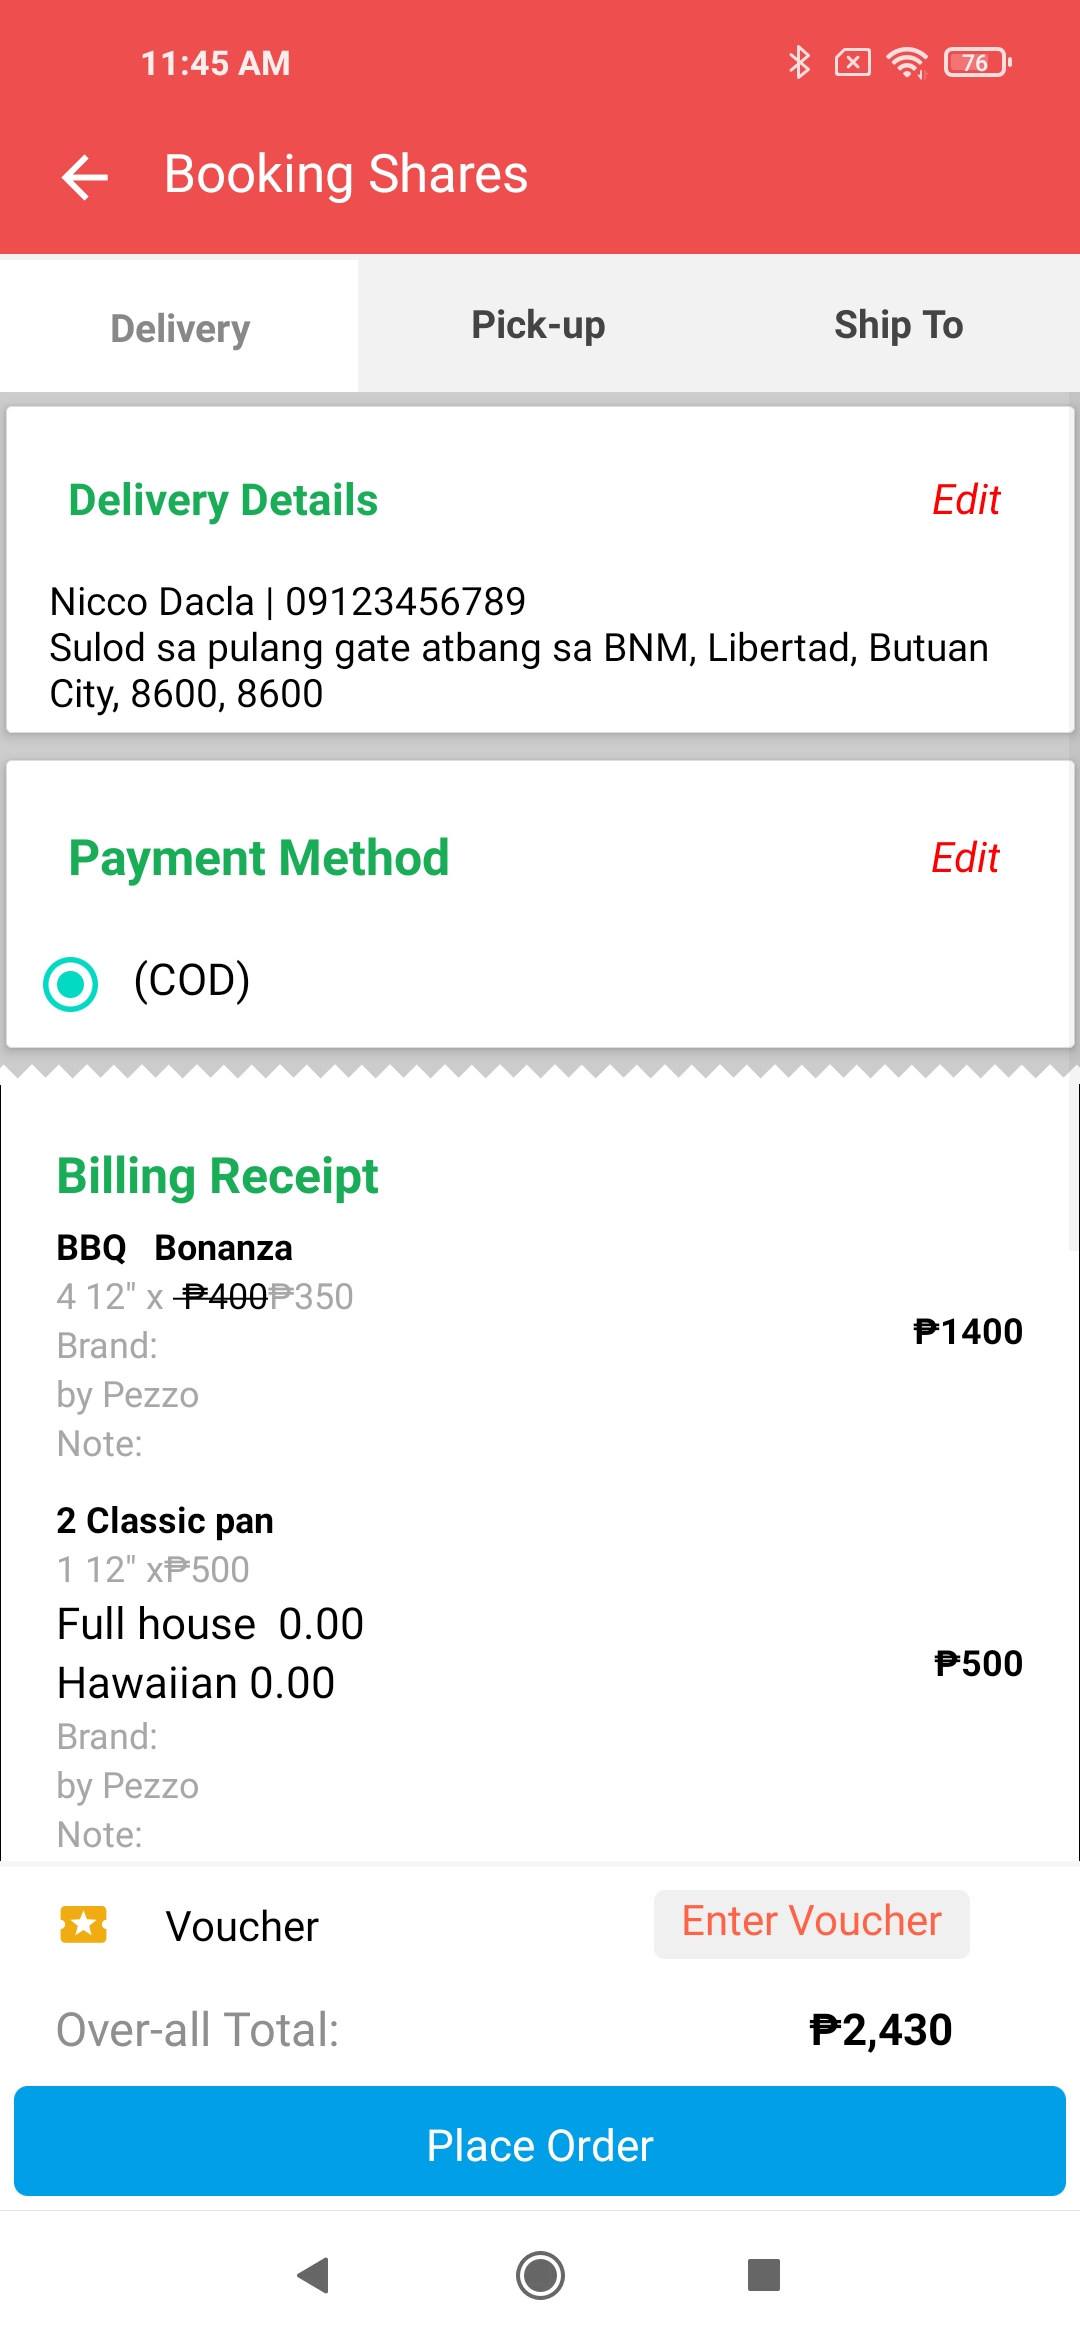 11:45 AM
76
Booking Shares
Delivery
Pick-up
Ship To
Delivery Details
Edit
Nicco Dacla | 09123456789
Sulod sa pulang gate atbang sa BNM, Libertad, Butuan
City, 8600, 8600
Payment Method
Edit
(COD)
Billing Receipt
BBQ Bonanza
4 12" x ₱400₱350
₱1400
Brand:
by Pezzo
Note:
2 Classic pan
1 12" x₱500
Full house 0.00
Hawaiian 0.00
₱500
Brand:
by Pezzo
Note:
Voucher
Enter Voucher
Over-all Total:
₱2,430
Place Order